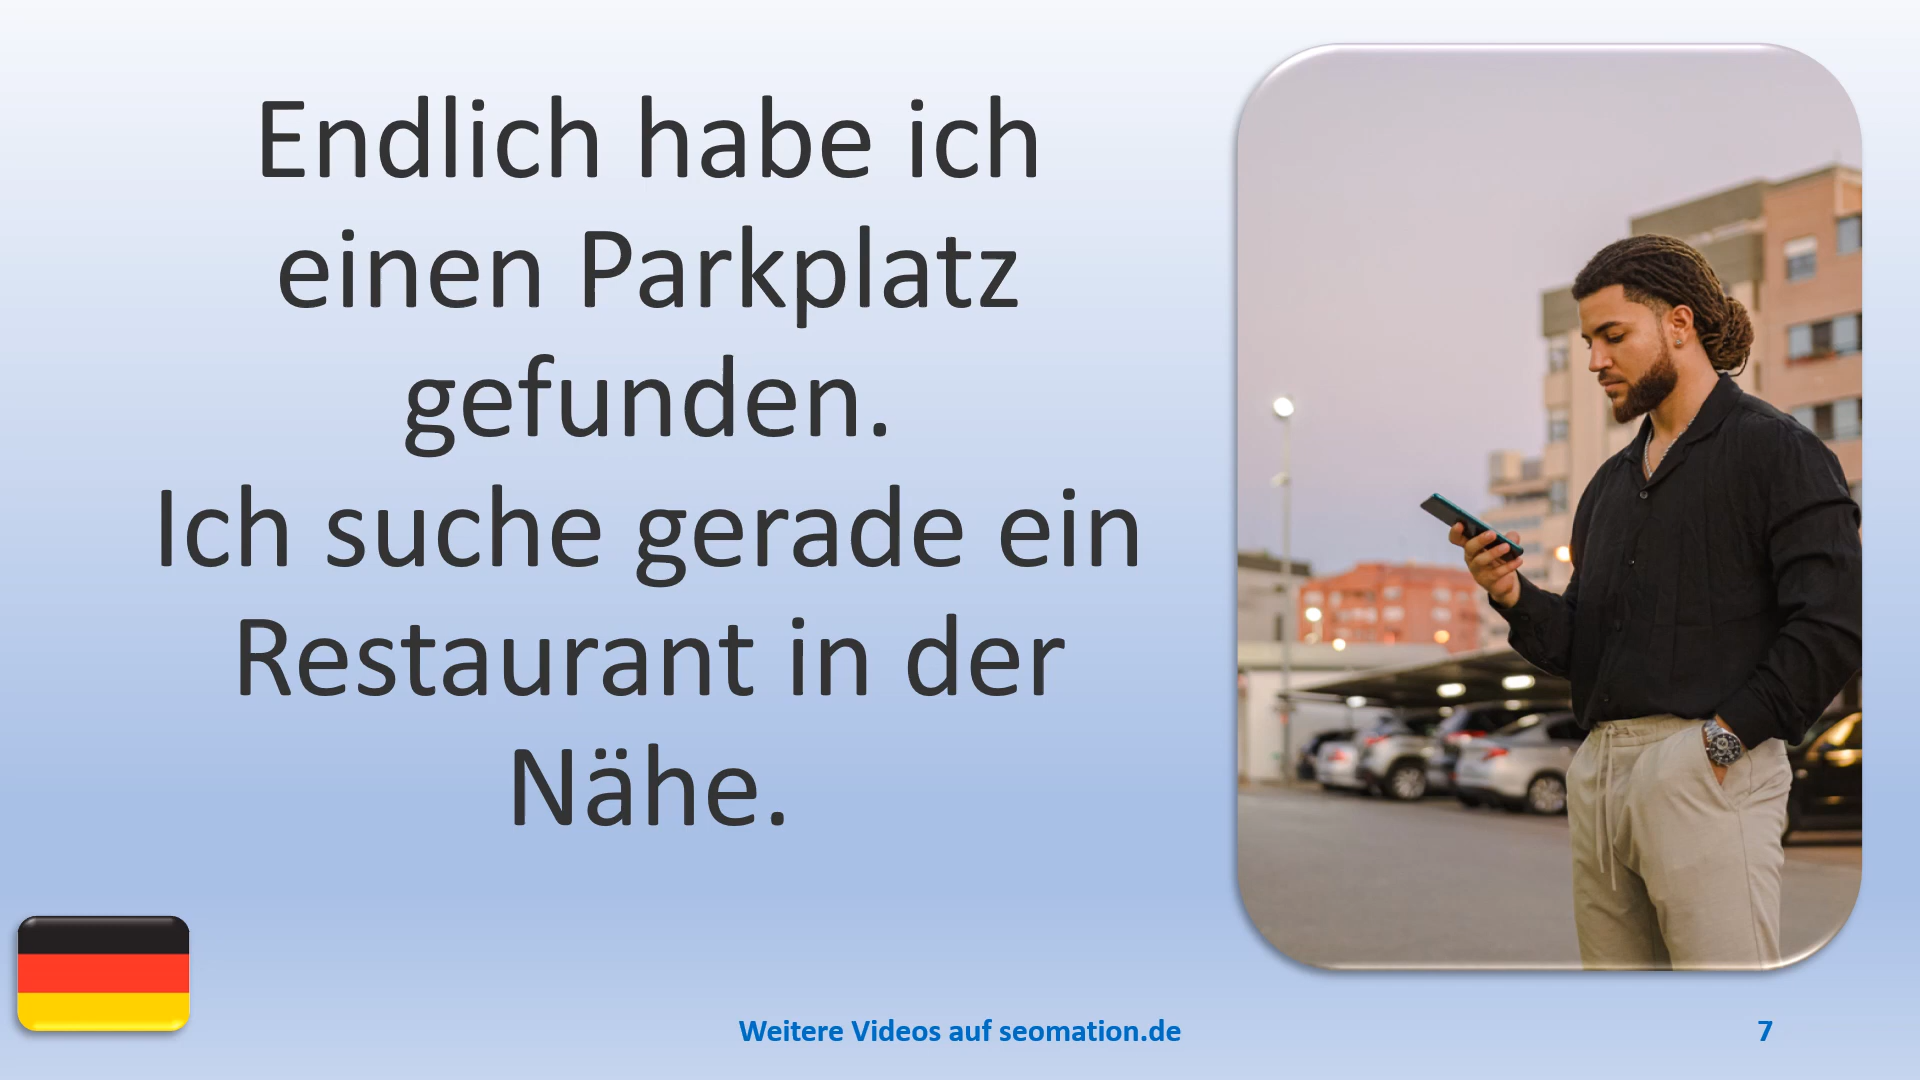 Endlich habe ich
einen Parkplatz
gefunden.
Ich suche gerade ein
Restaurant in der
Nähe.
Weitere Videos auf seomation.de
7